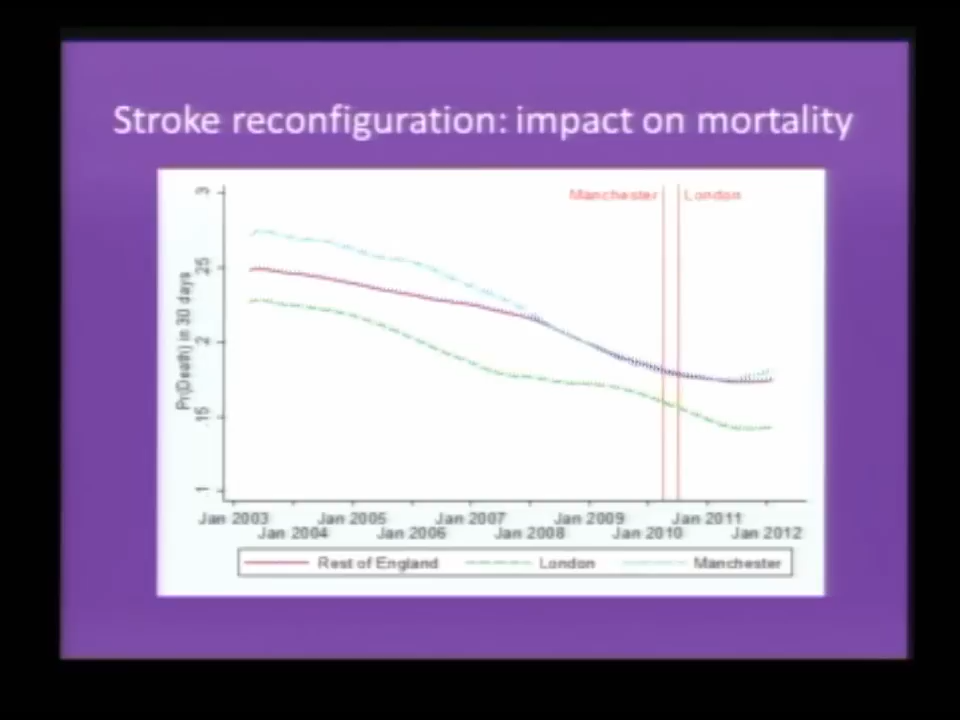 Stroke reconfiguration: impact on mortality
Manchester London
.3
.25
.2
.15
.1
Pr(Death) in 30 days
Jan 2003 Jan 2005 Jan 2007 Jan 2009 Jan 2011
Jan 2004 Jan 2006 Jan 2008 Jan 2010 Jan 2012
Rest of England London Manchester